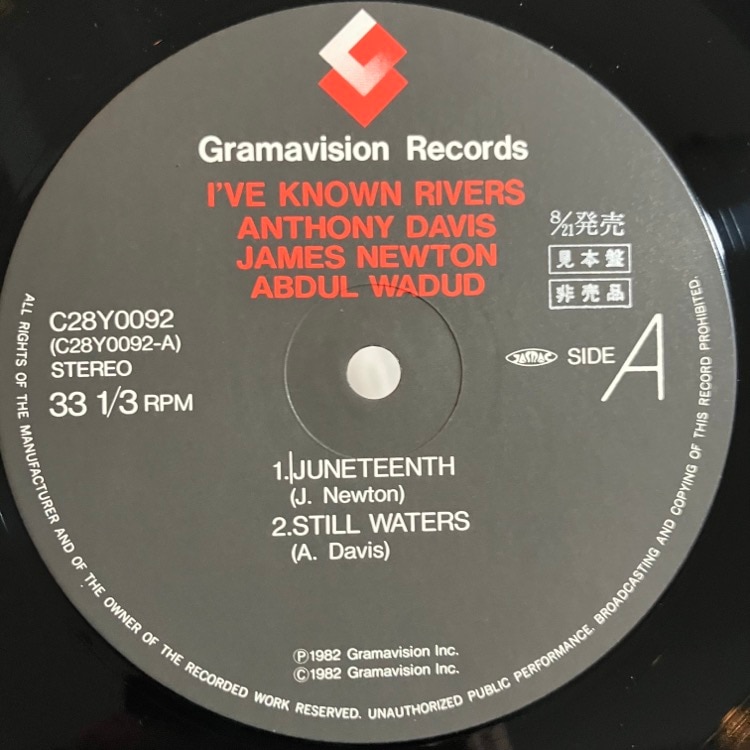 Gramavision Records
I'VE KNOWN RIVERS
ANTHONY DAVIS
JAMES NEWTON
ABDUL WADUD
8/21発売
見本盤
非売品
C28Y0092
(C28Y0092-A)
STEREO
33 1/3 RPM
JASRAC
SIDE A
1.JUNETEENTH
(J. Newton)
2.STILL WATERS
(A. Davis)
Ⓟ1982 Gramavision Inc.
©1982 Gramavision Inc.
ALL RIGHTS OF THE MANUFACTURER AND OF THE OWNER OF THE RECORDED WORK RESERVED. UNAUTHORIZED PUBLIC PERFORMANCE. BROADCASTING AND COPYING OF THIS RECORD PROHIBITED.